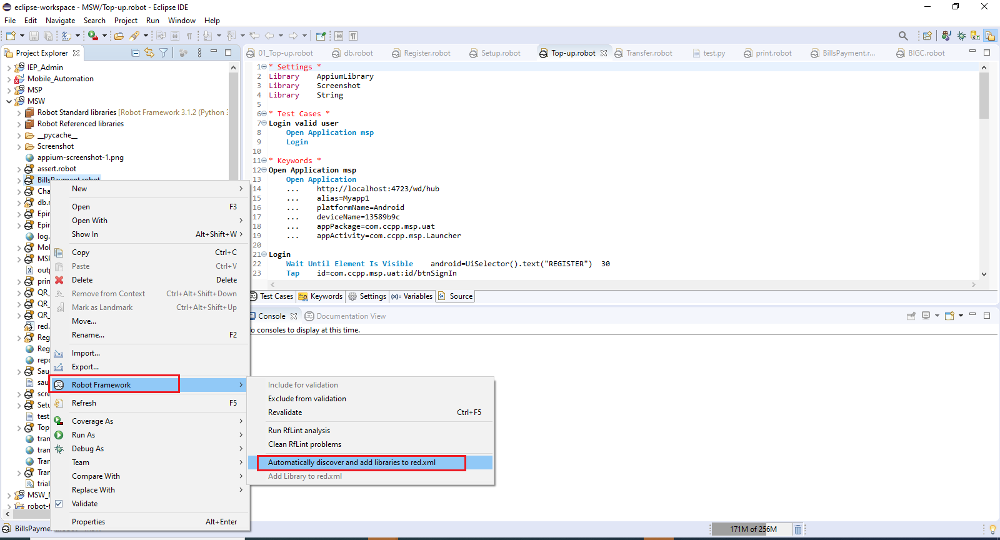 eclipse-workspace - MSW/Top-up.robot - Eclipse IDE
File Edit Navigate Search Project Run Window Help
Project Explorer
01_Top-up.robot db.robot Register.robot Setup.robot Top-up.robot Transfer.robot test.py print.robot BillsPayment.r... BIGC.robot
IEP_Admin
Mobile_Automation
MSP
MSW
Robot Standard libraries [Robot Framework 3.1.2 (Python 3
Robot Referenced libraries
__pycache__
Screenshot
appium-screenshot-1.png
assert.robot
BillsPayment.robot
Cha
db.r
Epir
Epir
log.
Mol
MSP
outp
prin
QR_
QR_
QR_
red.
Reg
Reg
repo
Sau
sau
scre
Setu
test
Top-
tran
tran
Tran
Tran
trial
MSW_M
robot-f
1 * Settings *
2 Library AppiumLibrary
3 Library Screenshot
4 Library String
5
6 * Test Cases *
7 Login valid user
8 Open Application msp
9 Login
10
11 * Keywords *
12 Open Application msp
13 Open Application
14 ... http://localhost:4723/wd/hub
15 ... alias=Myapp1
16 ... platformName=Android
17 ... deviceName=13589b9c
18 ... appPackage=com.ccpp.msp.uat
19 ... appActivity=com.ccpp.msp.Launcher
20
21 Login
22 Wait Until Element Is Visible android=UiSelector().text("REGISTER") 30
23 Tap id=com.ccpp.msp.uat:id/btnSignIn
Test Cases Keywords Settings Variables Source
Console Documentation View
o consoles to display at this time.
New
Open F3
Open With
Show In Alt+Shift+W
Copy Ctrl+C
Paste Ctrl+V
Delete Delete
Remove from Context Ctrl+Alt+Shift+Down
Mark as Landmark Ctrl+Alt+Shift+Up
Move...
Rename... F2
Import...
Export...
Robot Framework
Refresh F5
Coverage As
Run As
Debug As
Team
Compare With
Replace With
Validate
Properties Alt+Enter
Include for validation
Exclude from validation
Revalidate Ctrl+F5
Run RfLint analysis
Clean RfLint problems
Automatically discover and add libraries to red.xml
Add Library to red.xml
171M of 256M